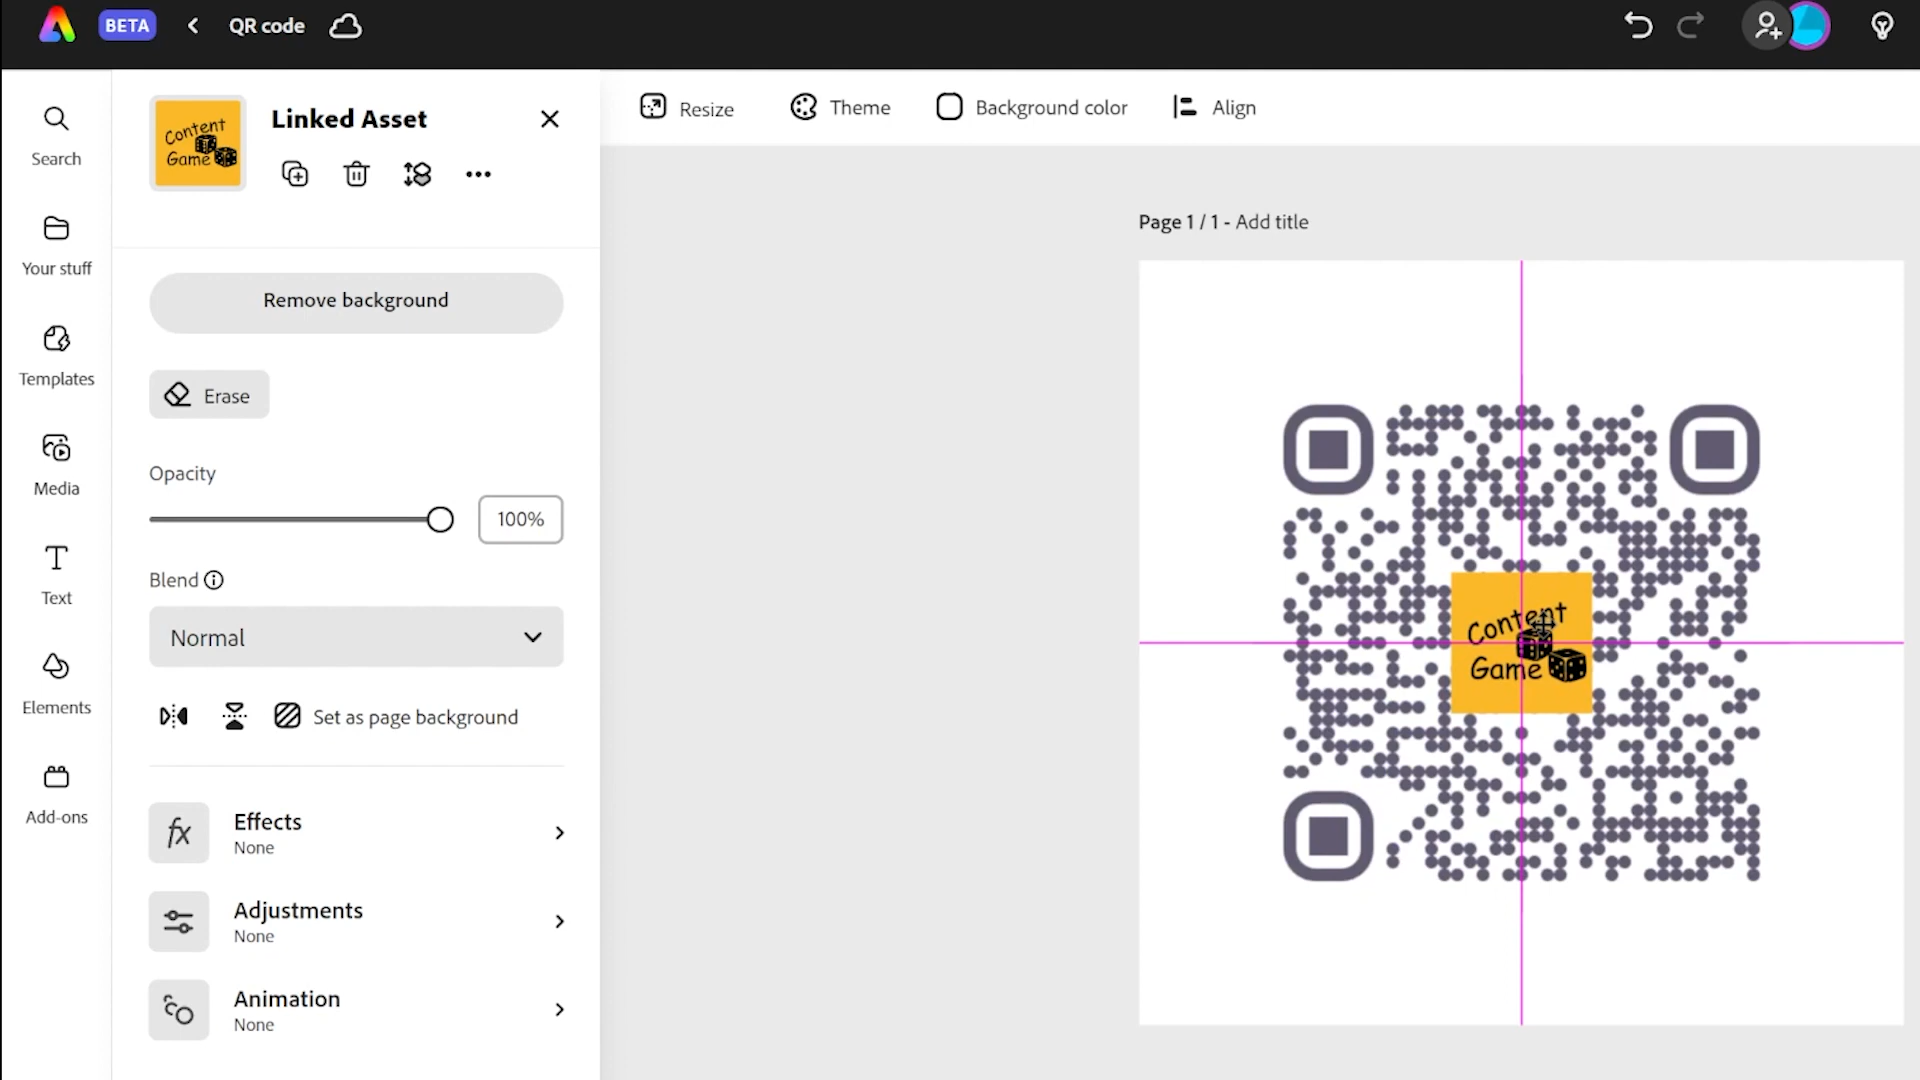 BETA
QR code
Search
Your stuff
Templates
Media
Text
Elements
Add-ons
Content
Game
Linked Asset
Remove background
Erase
Opacity
100%
Blend
Normal
Set as page background
fx
Effects
None
Adjustments
None
Animation
None
Resize
Theme
Background color
Align
Page 1 / 1 - Add title
Content
Game